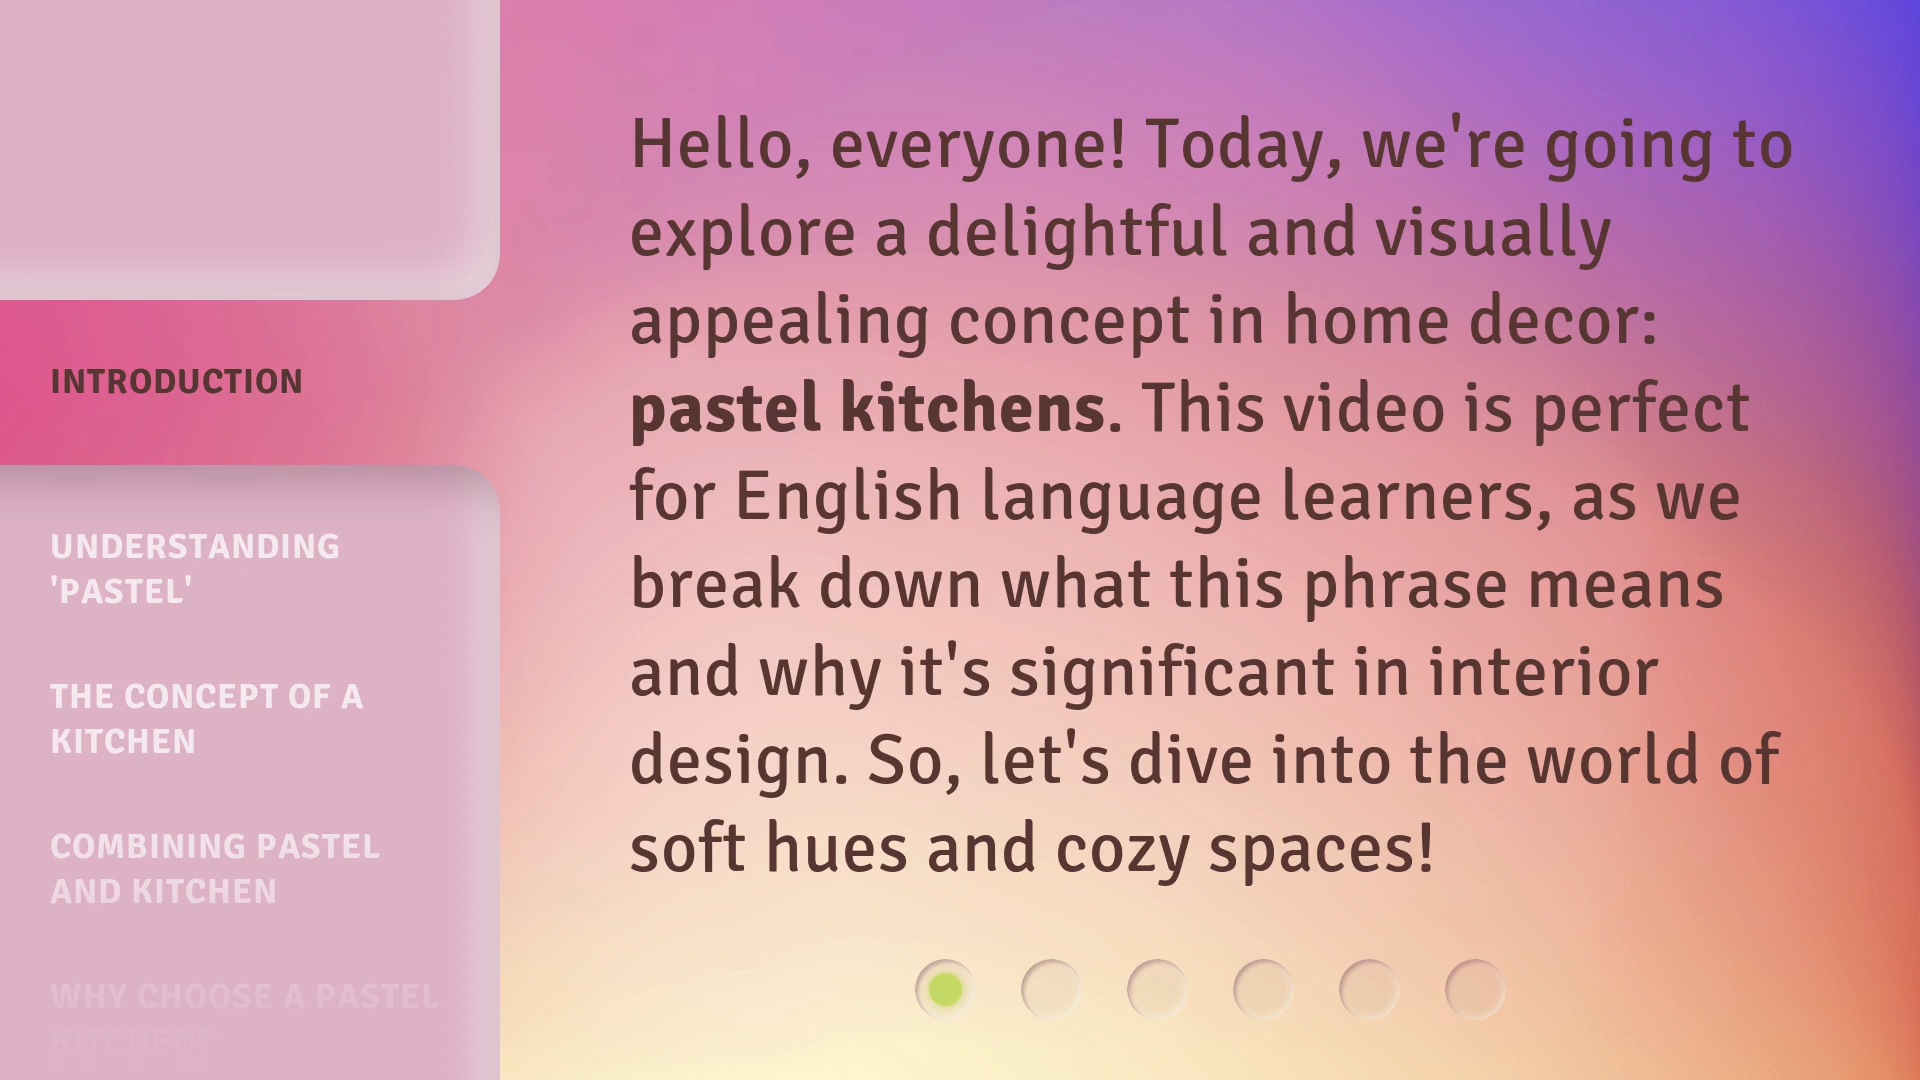 INTRODUCTION
UNDERSTANDING
'PASTEL'
THE CONCEPT OF A
KITCHEN
COMBINING PASTEL
AND KITCHEN
WHY CHOOSE A PASTEL
KITCHEN?
Hello, everyone! Today, we're going to
explore a delightful and visually
appealing concept in home decor:
pastel kitchens. This video is perfect
for English language learners, as we
break down what this phrase means
and why it's significant in interior
design. So, let's dive into the world of
soft hues and cozy spaces!